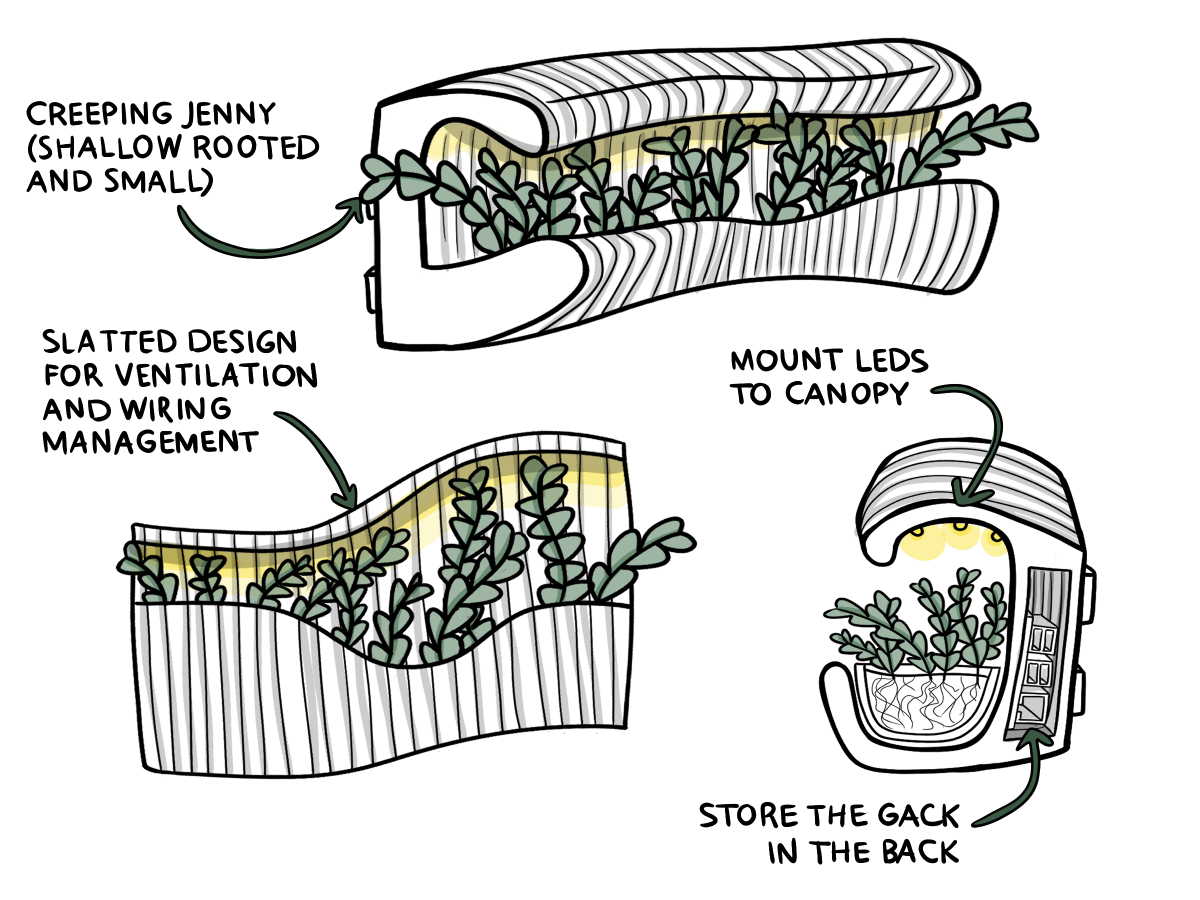 CREEPING JENNY
(SHALLOW ROOTED
AND SMALL)
SLATTED DESIGN
FOR VENTILATION
AND WIRING
MANAGEMENT
MOUNT LEDS
TO CANOPY
STORE THE GACK
IN THE BACK